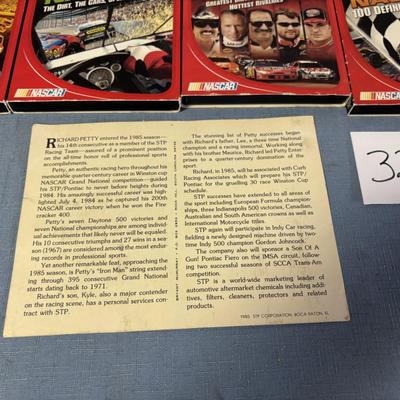 THE DIRT, THE CARS,
NASCAR
GREATEST
HOTTEST RIVALRIES
NASCAR
NASCAR
100 DEFIN
32
RICHARD PETTY entered the 1985 season—
his 14th consecutive as a member of the STP
Racing Team—assured of a prominent position
on the all-time honor roll of professional sports
accomplishments.
Petty, an authentic racing hero throughout his
memorable quarter-century career in Winston cup
NASCAR Grand National competition—guided
his STP/Pontiac to never before heights during
1984. His amazingly successful career was high-
lighted July 4, 1984 as he captured his 200th
NASCAR career victory when he won the Fire
cracker 400.
Petty's seven Daytona 500 victories and
seven National championships are among individ-
ual achievements that likely never will be equaled.
His 10 consecutive triumphs and 27 wins in a sea-
son (1967) are considered among the most endur-
ing records in professional sports.
Yet another remarkable feat, approaching the
1985 season, is Petty's "Iron Man" string extend-
ing through 395 consecutive Grand National
starts dating back to 1971.
Richard's son, Kyle, also a major contender
on the racing scene, has a personal services con-
tract with STP.
The stunning list of Petty successes began
with Richard's father, Lee, a three time National
champion and a racing immortal. Working along
with his brother Maurice, Richard led Petty Enter-
prises to a quarter-century domination of the
sport.
Richard, in 1985, will be associated with Curb
Racing Associates which will prepare his STP/
Pontiac for the gruelling 30 race Winston Cup
schedule.
STP successes have extended to all areas of
the sport including European Formula champion-
ships, three Indianapolis 500 victories, Canadian,
Australian and South American crowns as well as
International Motorcycle titles.
STP again will participate in Indy Car racing,
fielding a newly designed machine driven by two-
time Indy 500 champion Gordon Johncock.
The company also will sponsor a Son Of A
Gun! Pontiac Fiero on the IMSA circuit, follow-
ing two successful seasons of SCCA Trans-Am
competition.
STP is a world-wide marketing leader of
automotive aftermarket chemicals including addi-
tives, filters, cleaners, protectors and related
products.
1985 STP CORPORATION, BOCA RATON, FL